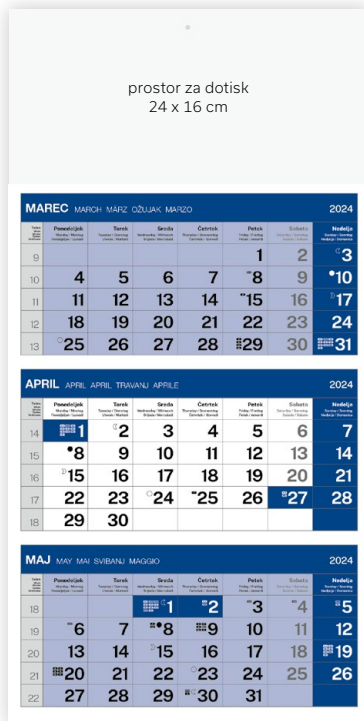 prostor za dotisk
24 x 16 cm
MAREC MARCH MÄRZ OŽUJAK MARZO 2024
Ponedeljek Torek Sreda Četrtek Petek Sobota Nedelja
9 1 2 3
10 4 5 6 7 8 9 10
11 11 12 13 14 15 16 17
12 18 19 20 21 22 23 24
13 25 26 27 28 29 30 31
APRIL APRIL APRIL TRAVANJ APRILE 2024
Ponedeljek Torek Sreda Četrtek Petek Sobota Nedelja
14 1 2 3 4 5 6 7
15 8 9 10 11 12 13 14
16 15 16 17 18 19 20 21
17 22 23 24 25 26 27 28
18 29 30
MAJ MAY MAI SVIBANJ MAGGIO 2024
Ponedeljek Torek Sreda Četrtek Petek Sobota Nedelja
18 1 2 3 4 5
19 6 7 8 9 10 11 12
20 13 14 15 16 17 18 19
21 20 21 22 23 24 25 26
22 27 28 29 30 31